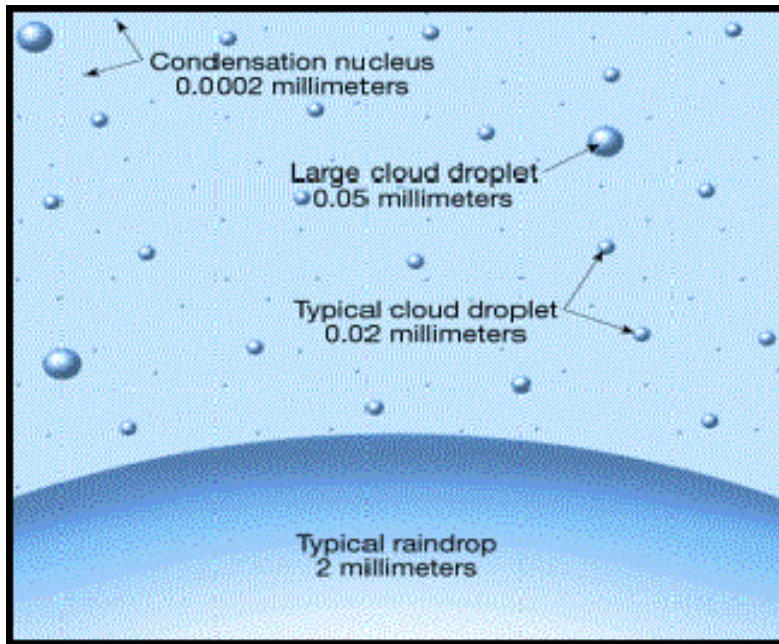 Condensation nucleus
0.0002 millimeters
Large cloud droplet
0.05 millimeters
Typical cloud droplet
0.02 millimeters
Typical raindrop
2 millimeters